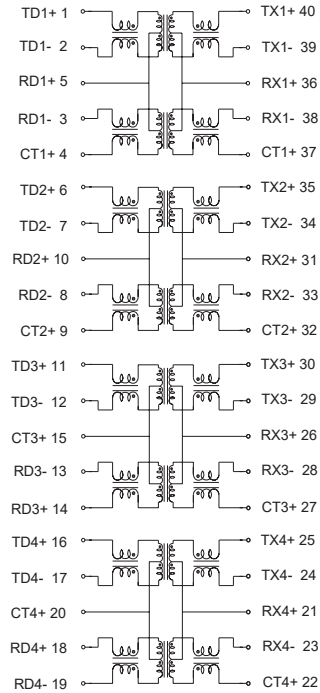 TD1+ 1 TX1+ 40
TD1- 2 TX1- 39
RD1+ 5 RX1+ 36
RD1- 3 RX1- 38
CT1+ 4 CT1+ 37
TD2+ 6 TX2+ 35
TD2- 7 TX2- 34
RD2+ 10 RX2+ 31
RD2- 8 RX2- 33
CT2+ 9 CT2+ 32
TD3+ 11 TX3+ 30
TD3- 12 TX3- 29
CT3+ 15 RX3+ 26
RD3- 13 RX3- 28
RD3+ 14 CT3+ 27
TD4+ 16 TX4+ 25
TD4- 17 TX4- 24
CT4+ 20 RX4+ 21
RD4+ 18 RX4- 23
RD4- 19 CT4+ 22